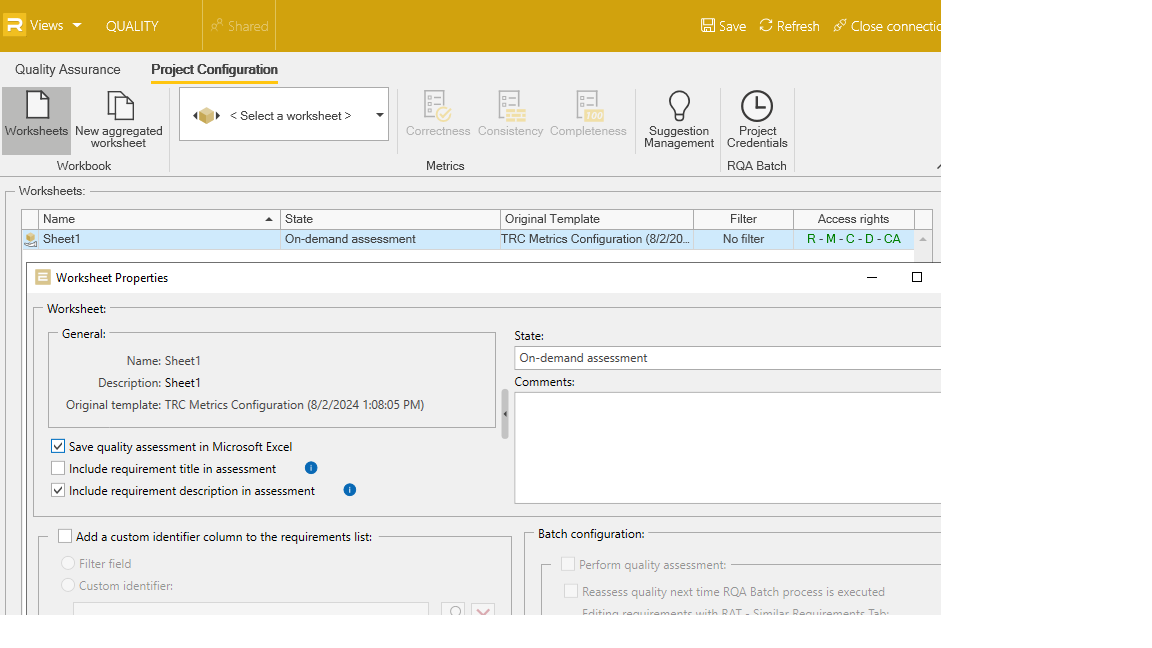 Views QUALITY Shared Save Refresh Close connectio
Quality Assurance Project Configuration
Worksheets
New aggregated
worksheet
Workbook
< Select a worksheet >
Correctness Consistency Completeness
Metrics
Suggestion
Management
Project
Credentials
RQA Batch
Worksheets:
Name State Original Template Filter Access rights
Sheet1 On-demand assessment TRC Metrics Configuration (8/2/20... No filter R - M - C - D - CA
Worksheet Properties
Worksheet:
General:
Name: Sheet1
Description: Sheet1
Original template: TRC Metrics Configuration (8/2/2024 1:08:05 PM)
State:
On-demand assessment
Comments:
Save quality assessment in Microsoft Excel
Include requirement title in assessment
Include requirement description in assessment
Add a custom identifier column to the requirements list:
Filter field
Custom identifier:
Batch configuration:
Perform quality assessment:
Reassess quality next time RQA Batch process is executed
Editing requirements with RAT - Similar Requirements Tab: